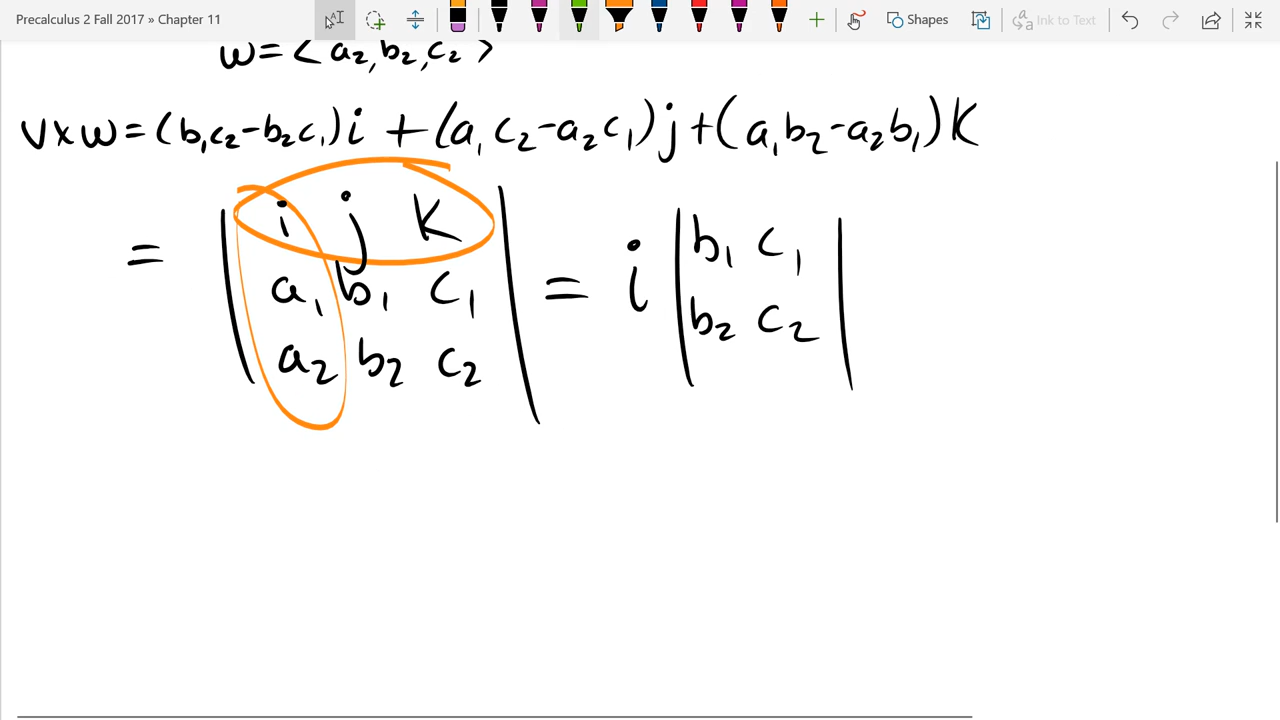 Precalculus 2 Fall 2017 » Chapter 11
Shapes
Ink to Text
w=<a₂,b₂,c₂>
v×w=(b₁c₂-b₂c₁)i +(a₁c₂-a₂c₁)j+(a₁b₂-a₂b₁)K
= | i j K | = i | b₁ c₁ |
a₁ b₁ c₁ b₂ c₂
a₂ b₂ c₂